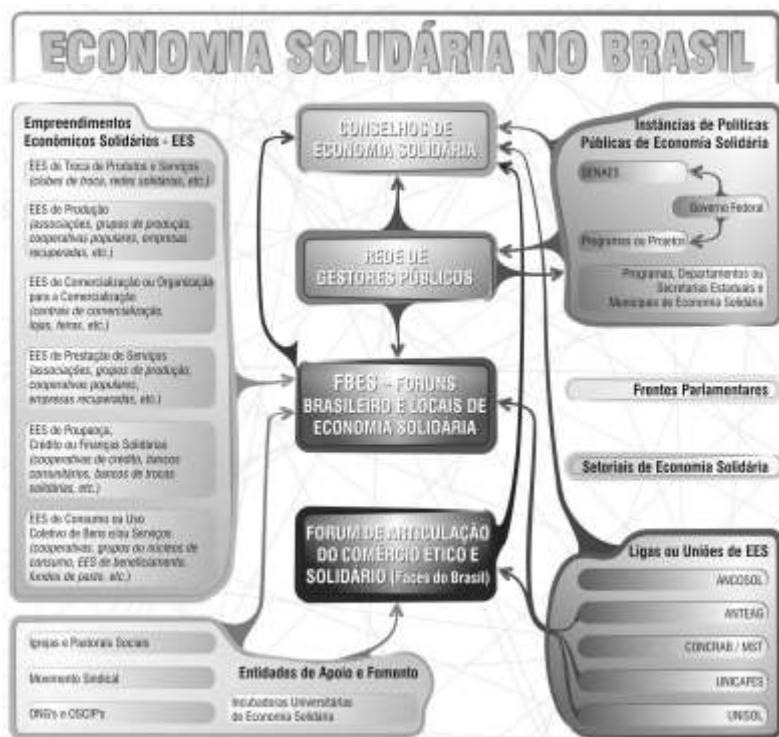 ECONOMIA SOLIDÁRIA NO BRASIL
Empreendimentos
Econômicos Solidários - EES
EES de Troca de Produtos e Serviços
(clubes de troca, redes solidárias, etc.)
EES de Produção
(associações, grupos de produção,
cooperativas populares, empresas
recuperadas, etc.)
EES de Comercialização ou Organização
para a Comercialização
(centrais de comercialização,
lojas, feiras, etc.)
EES de Prestação de Serviços
(associações, grupos de produção,
cooperativas populares,
empresas recuperadas, etc.)
EES de Poupança,
Crédito ou Finanças Solidárias
(cooperativas de crédito, bancos
comunitários, bancos de trocas
solidárias, etc.)
EES de Consumo ou Uso
Coletivo de Bens e/ou Serviços
(cooperativas, grupos ou núcleos de
consumo, EES de beneficiamento,
fundos de pasto, etc.)
CONSELHOS DE
ECONOMIA SOLIDÁRIA
REDE DE
GESTORES PÚBLICOS
FBES - FORUNS
BRASILEIRO E LOCAIS DE
ECONOMIA SOLIDARIA
FORUM DE ARTICULAÇÃO
DO COMERCIO ETICO E
SOLIDÁRIO (Faces do Brasil)
Instâncias de Políticas
Públicas de Economia Solidária
SENAES
Governo Federal
Programas ou Projetos
Programas, Departamentos ou
Secretarias Estaduais e
Municipais de Economia Solidária
Frentes Parlamentares
Setoriais de Economia Solidária
Ligas ou Uniões de EES
ANCOSOL
ANTEAG
CONCRAB / MST
UNICAFES
UNISOL
Igrejas e Pastorais Sociais
Movimento Sindical
ONG's e OSCIP's
Entidades de Apoio e Fomento
Incubadoras Universitárias
de Economia Solidária